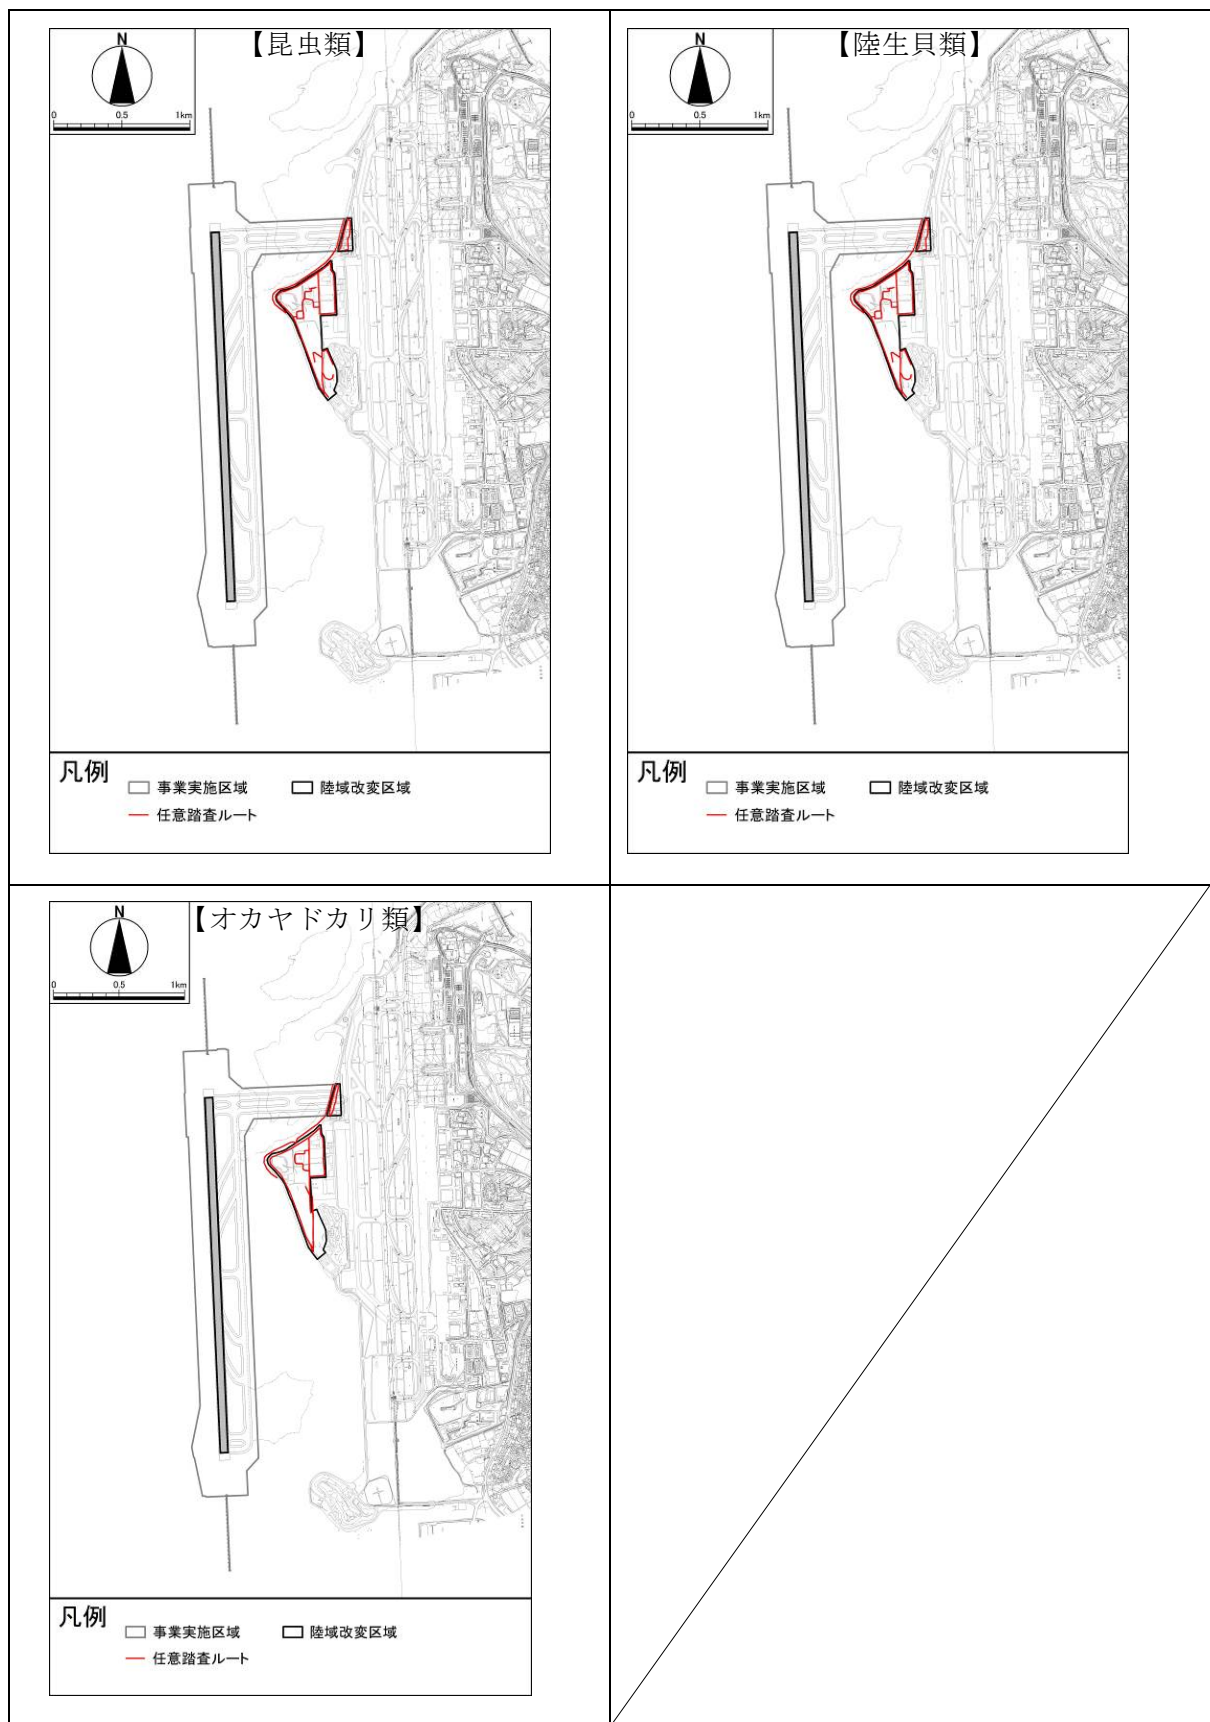 【昆虫類】
N
0 0.5 1km
凡例
事業実施区域 陸域改変区域
任意踏査ルート
【陸生貝類】
N
0 0.5 1km
凡例
事業実施区域 陸域改変区域
任意踏査ルート
【オカヤドカリ類】
N
0 0.5 1km
凡例
事業実施区域 陸域改変区域
任意踏査ルート